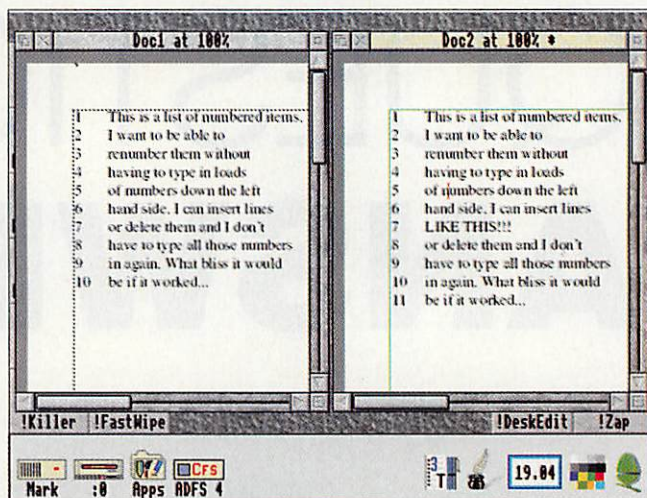 Doc1 at 100%
1 This is a list of numbered items.
2 I want to be able to
3 renumber them without
4 having to type in loads
5 of numbers down the left
6 hand side. I can insert lines
7 or delete them and I don't
8 have to type all those numbers
9 in again. What bliss it would
10 be if it worked...
Doc2 at 100% *
1 This is a list of numbered items.
2 I want to be able to
3 renumber them without
4 having to type in loads
5 of numbers down the left
6 hand side. I can insert lines
7 LIKE THIS!!!
8 or delete them and I don't
9 have to type all those numbers
10 in again. What bliss it would
11 be if it worked...
!Killer !FastWipe !DeskEdit !Zap
CFS 3 T 19.04
Mark :0 Apps ADFS 4